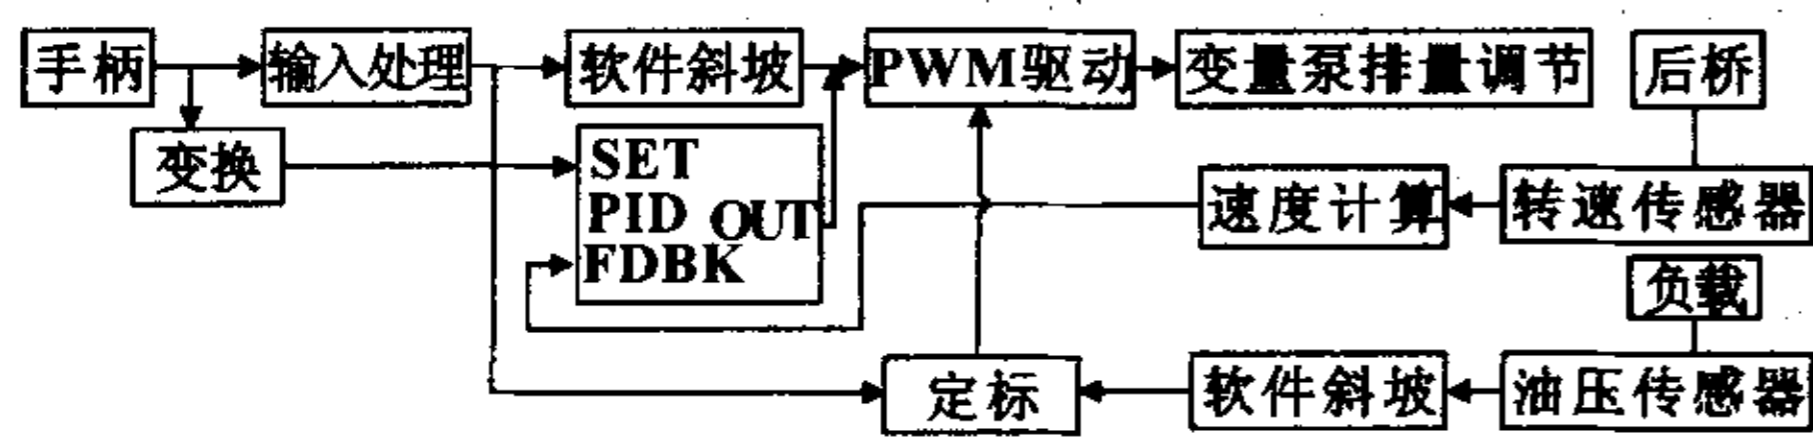 手柄
输入处理
软件斜坡
PWM驱动
变量泵排量调节
后桥
变换
SET
PID OUT
FDBK
速度计算
转速传感器
负载
定标
软件斜坡
油压传感器